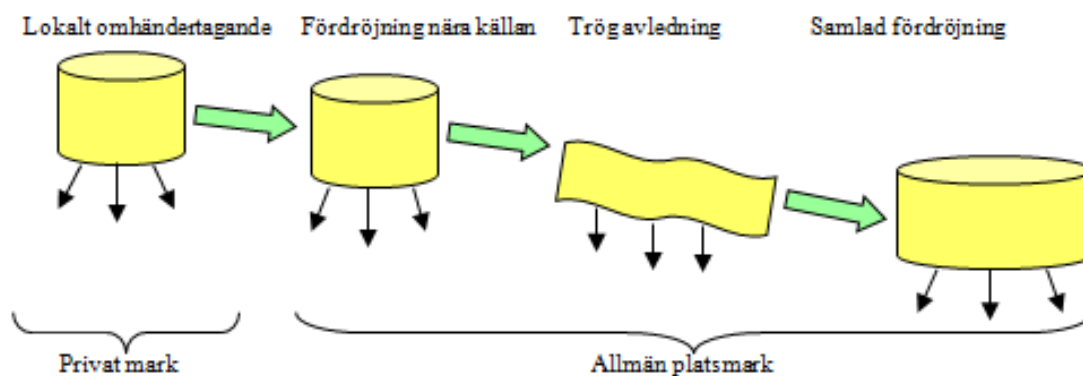 Lokalt omhändertagande
Fördröjning nära källan
Trög avledning
Samlad fördröjning
Privat mark
Allmän platsmark